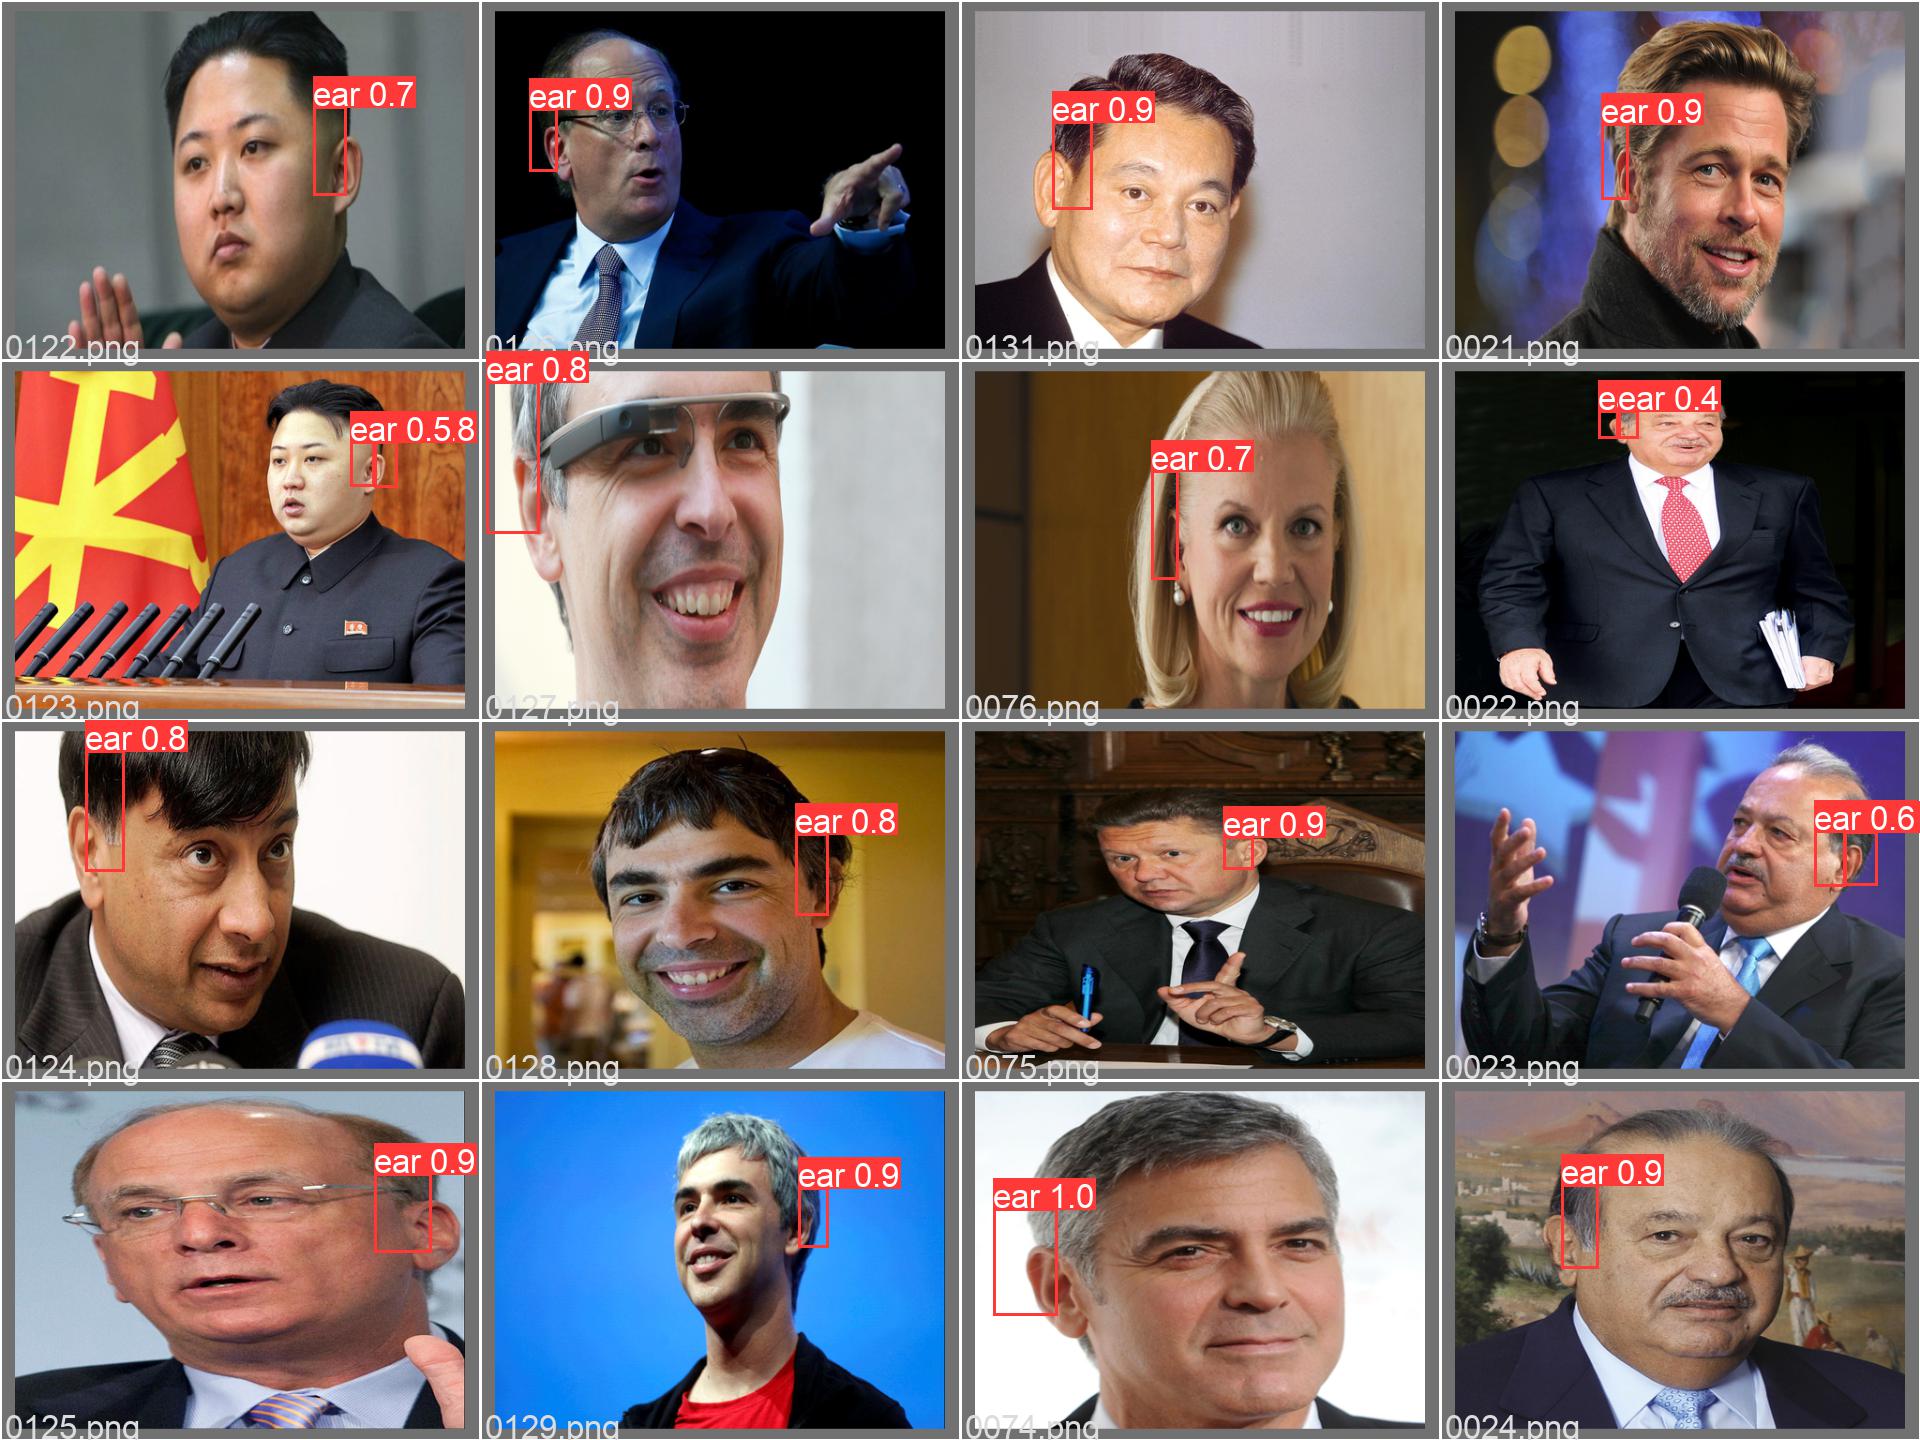 ear 0.7
ear 0.9
ear 0.9
ear 0.9
0122.png
0131.png
0021.png
ear 0.8
ear 0.5.8
ear 0.7
eear 0.4
0123.png
0127.png
0076.png
0022.png
ear 0.8
ear 0.8
ear 0.9
ear 0.6
0124.png
0128.png
0075.png
0023.png
ear 0.9
ear 0.9
ear 1.0
ear 0.9
0125.png
0129.png
0074.png
0024.png